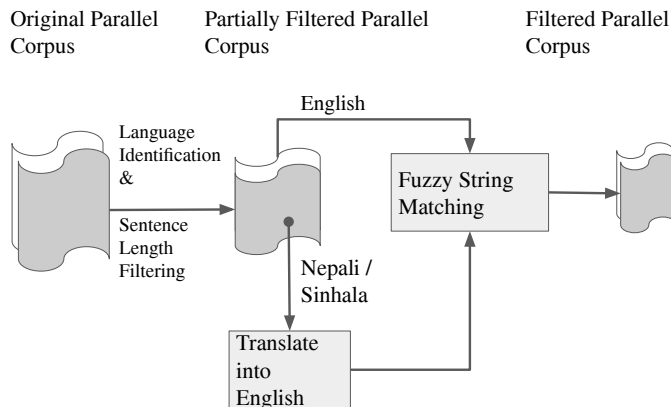 Original Parallel
Corpus
Partially Filtered Parallel
Corpus
Filtered Parallel
Corpus
Language
Identification
&
Sentence
Length
Filtering
English
Nepali /
Sinhala
Translate
into
English
Fuzzy String
Matching